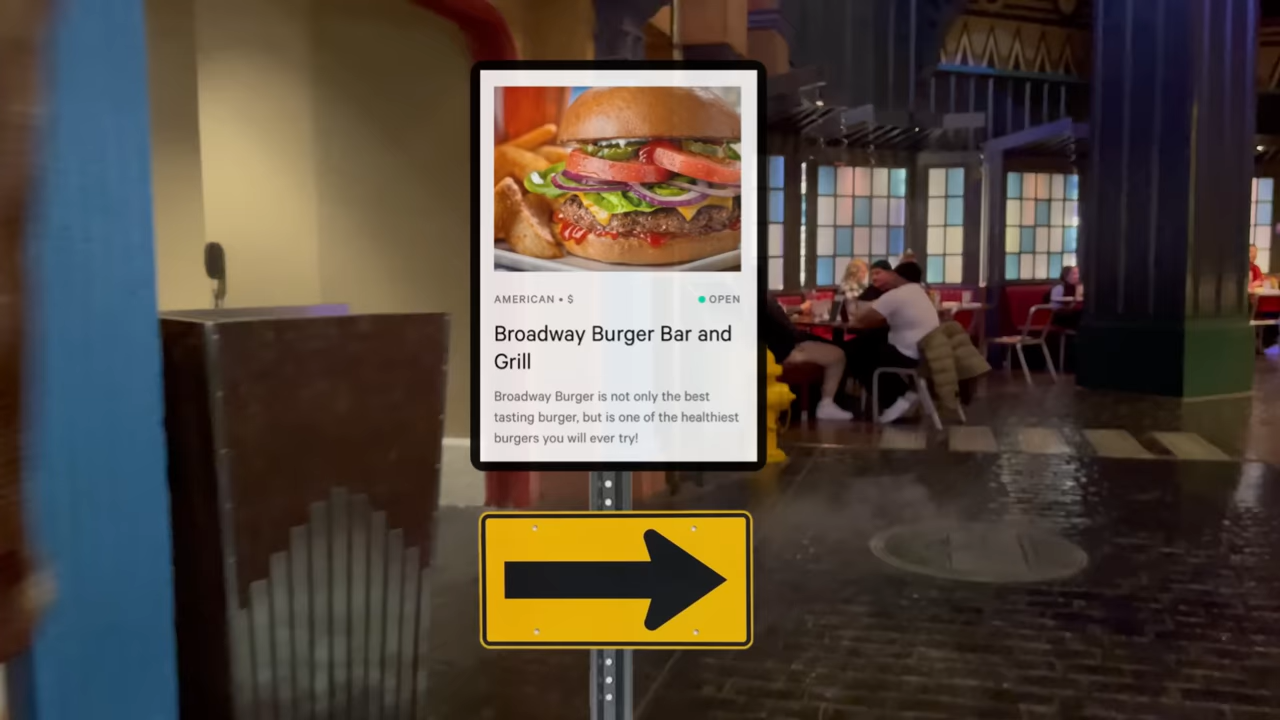 AMERICAN • $
OPEN
Broadway Burger Bar and
Grill
Broadway Burger is not only the best
tasting burger, but is one of the healthiest
burgers you will ever try!